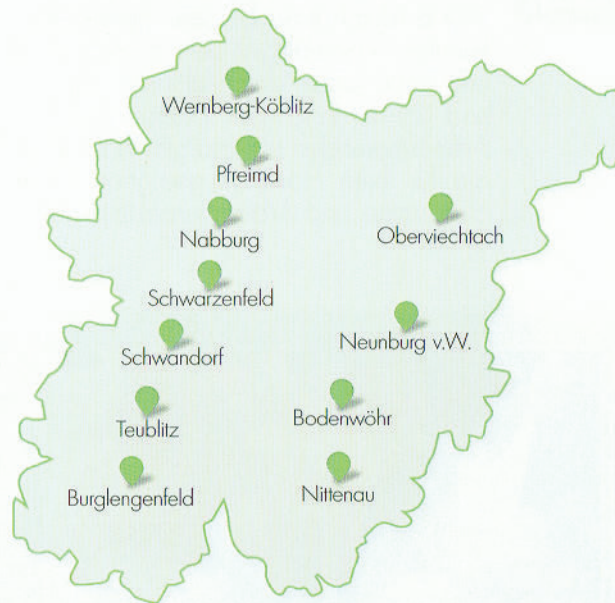 Wernberg-Köblitz
Pfreimd
Nabburg
Oberviechtach
Schwarzenfeld
Neunburg v.W.
Schwandorf
Bodenwöhr
Teublitz
Burglengenfeld
Nittenau